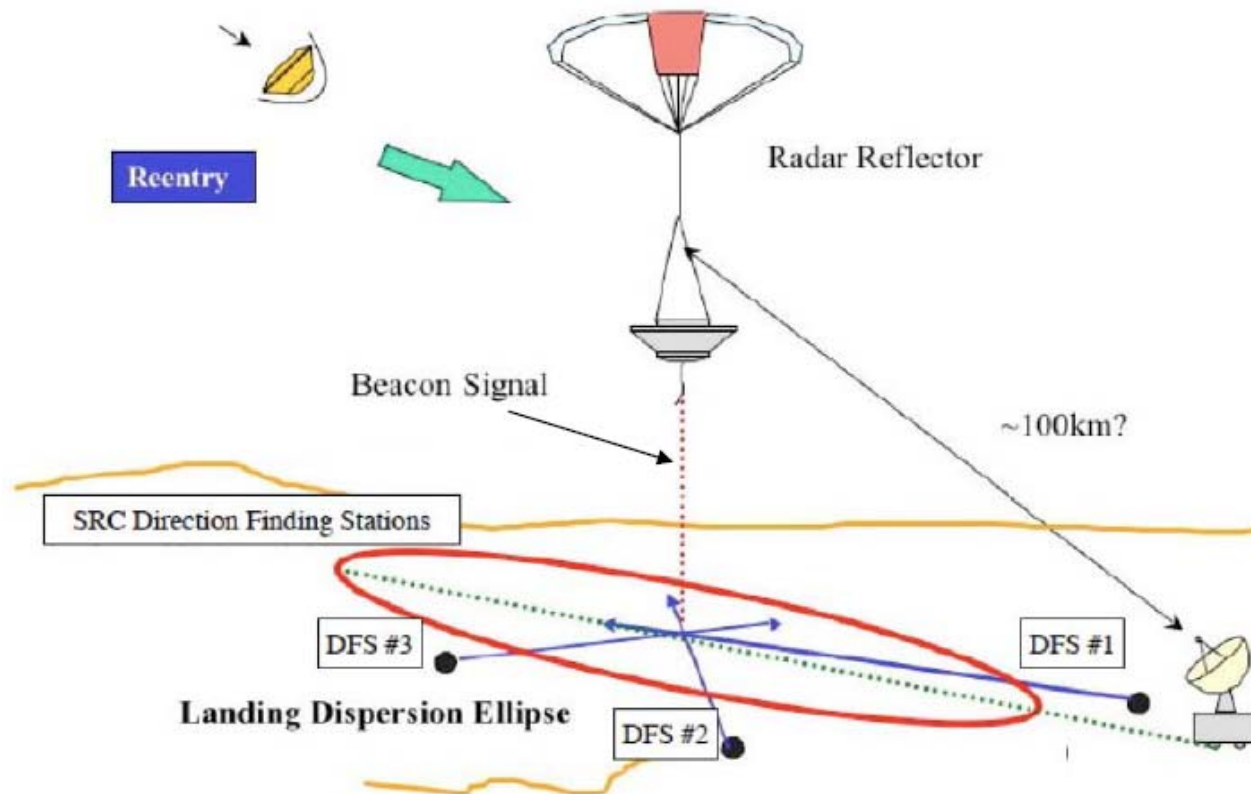 Radar Reflector
Reentry
Beacon Signal
~100km?
SRC Direction Finding Stations
DFS #3
DFS #1
Landing Dispersion Ellipse
DFS #2